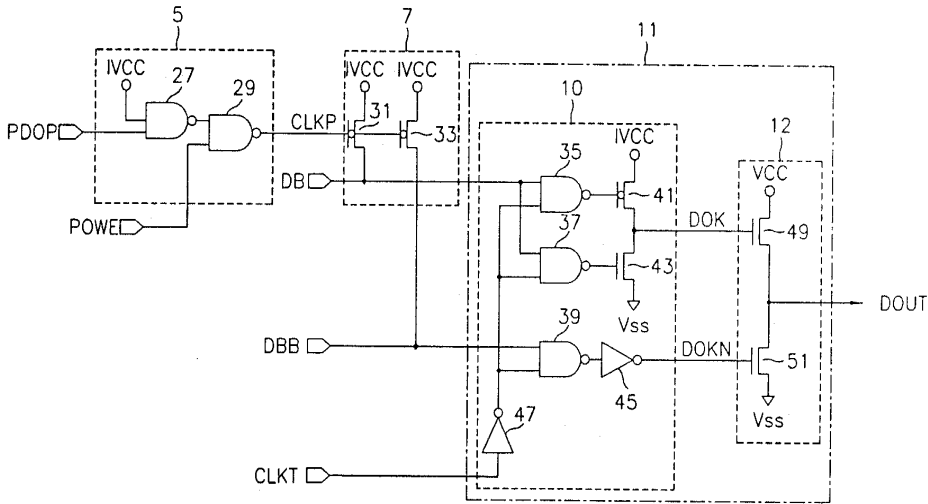 5
7
11
IVCC
27
29
IVCC
IVCC
10
PDOP
CLKP
31
33
IVCC
12
35
VCC
DB
41
37
DOK
49
POWE
43
Vss
DOUT
39
DBB
DOKN
51
45
Vss
47
CLKT